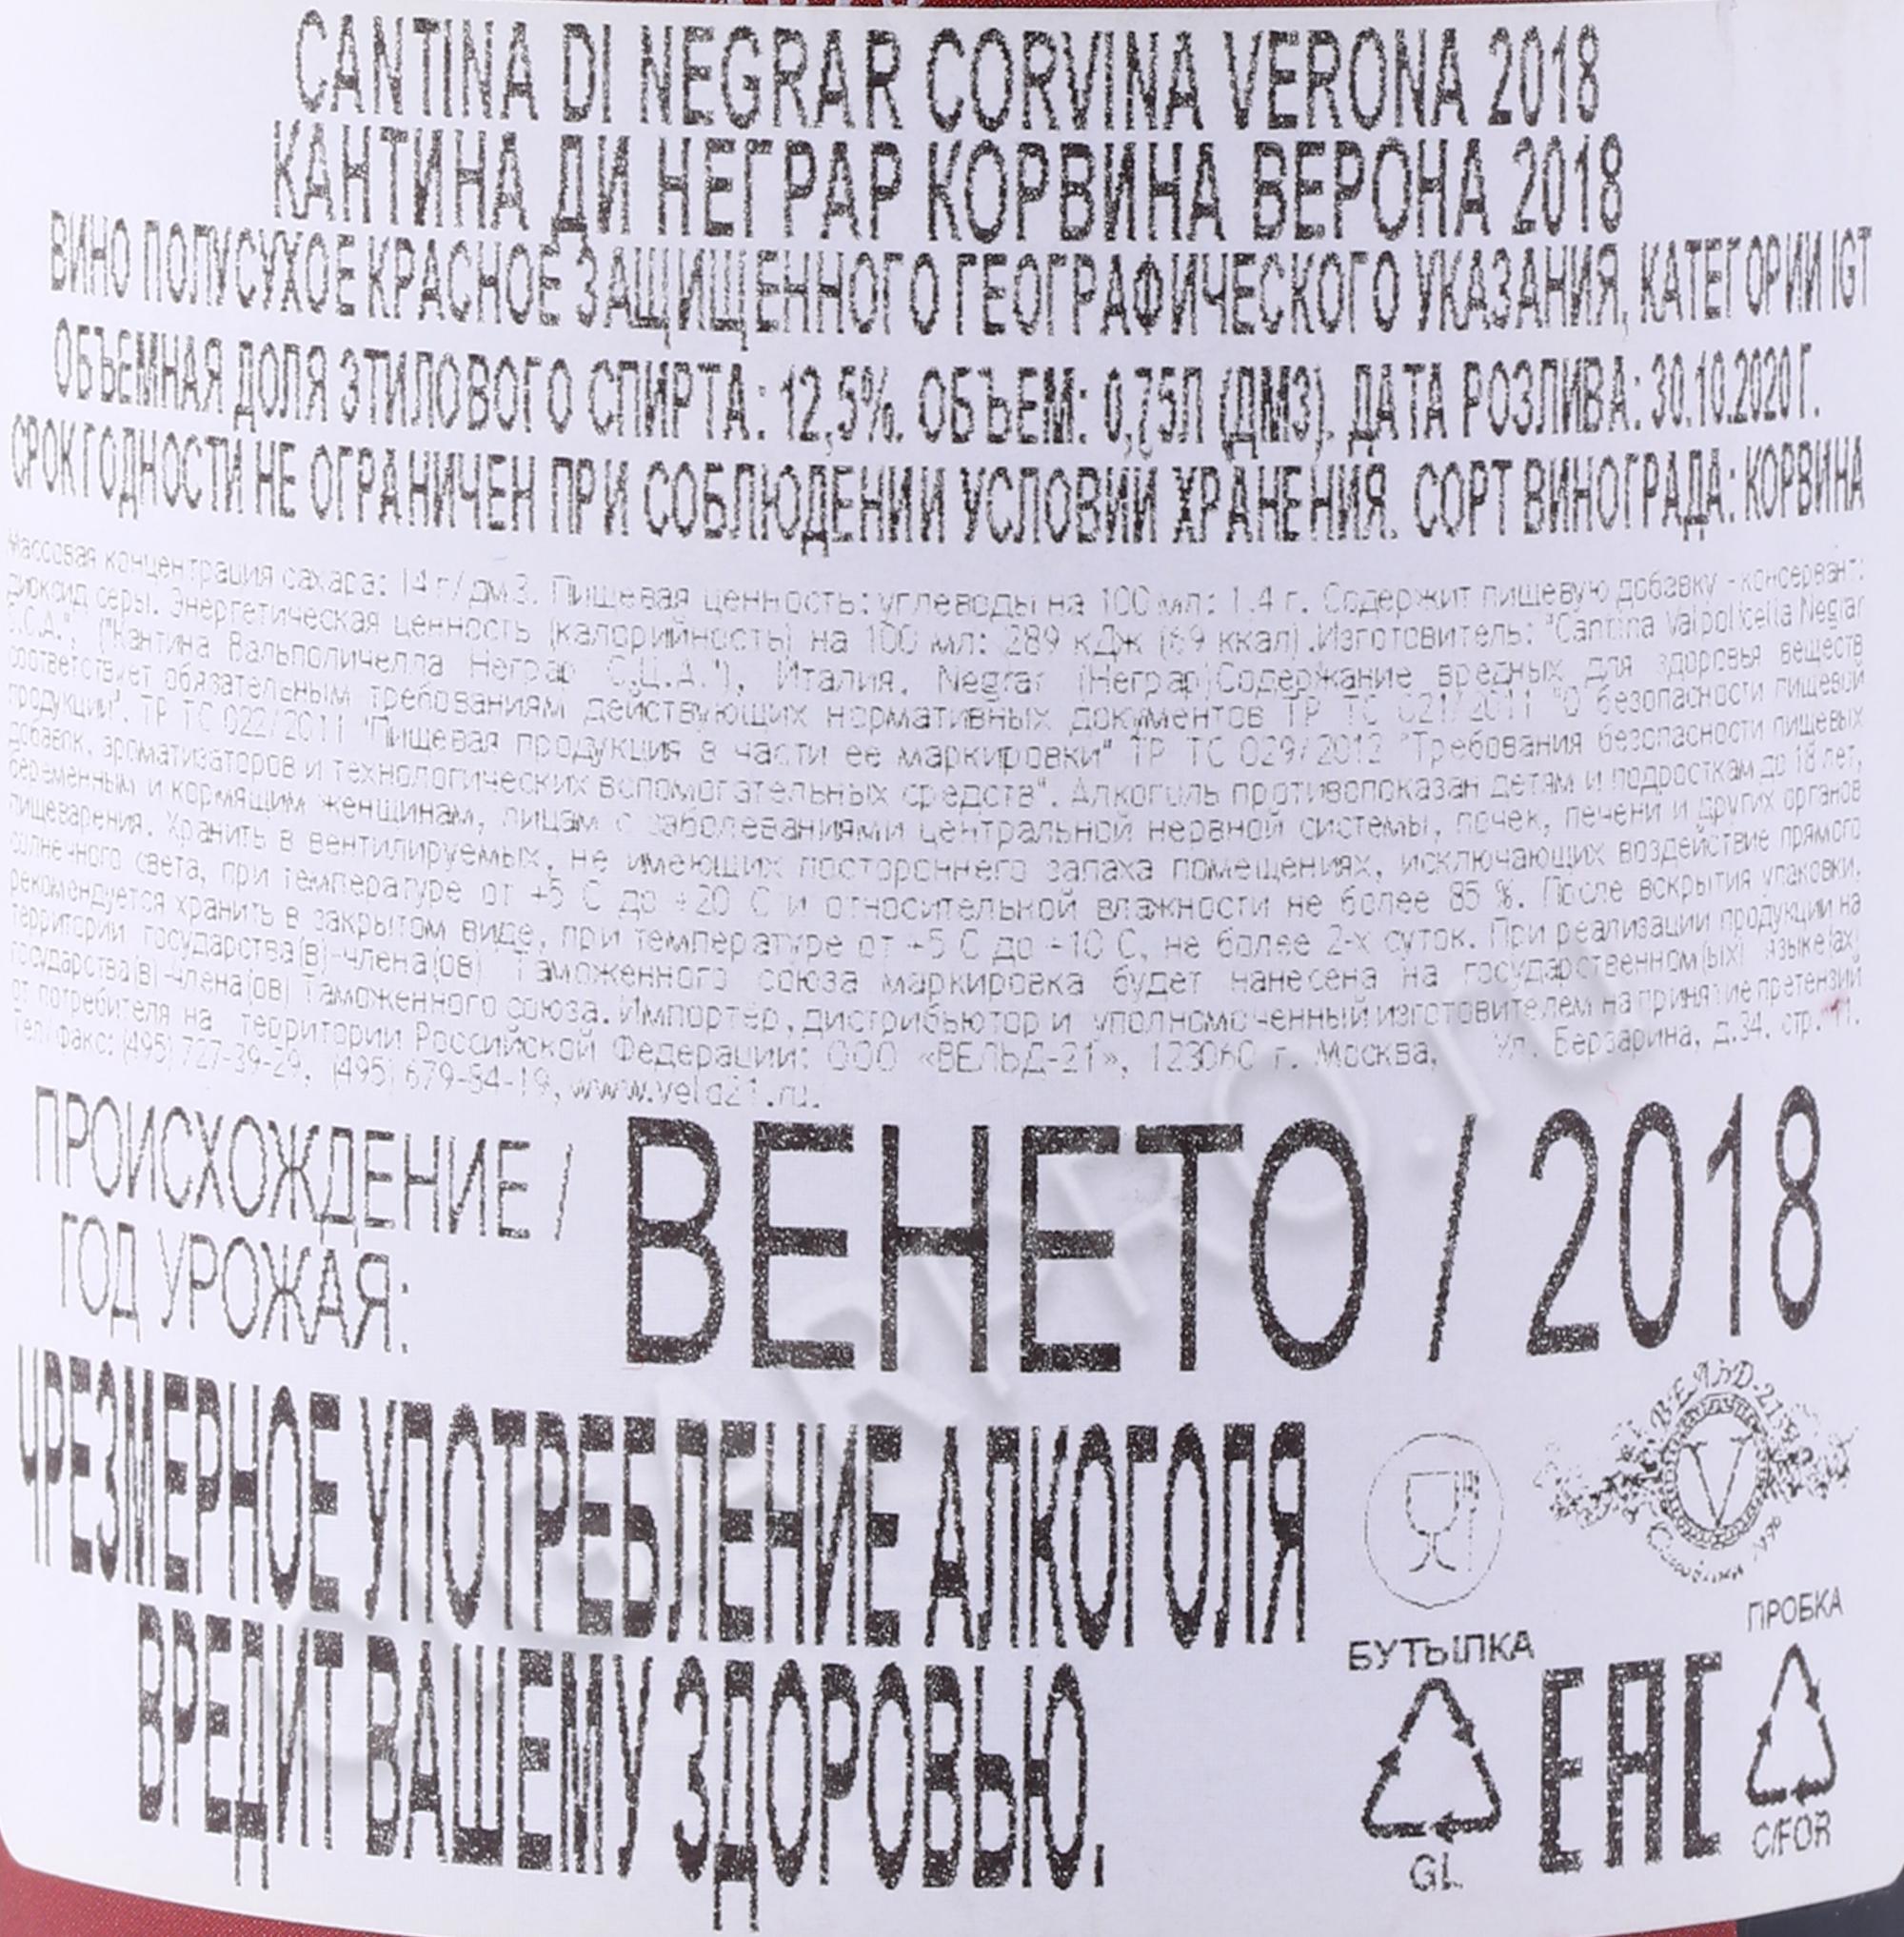 CANTINA DI NEGRAR CORVINA VERONA 2018
КАНТИНА ДИ НЕГРАР КОРВИНА ВЕРОНА 2018
ВИНО ПОЛУСУХОЕ КРАСНОЕ ЗАЩИЩЕННОГО ГЕОГРАФИЧЕСКОГО УКАЗАНИЯ, КАТЕГОРИИ IGT
ОБЪЕМНАЯ ДОЛЯ ЭТИЛОВОГО СПИРТА: 12,5%. ОБЪЕМ: 0,75Л (ДМ3). ДАТА РОЗЛИВА: 30.10.2020 Г.
СРОК ГОДНОСТИ НЕ ОГРАНИЧЕН ПРИ СОБЛЮДЕНИИ УСЛОВИЙ ХРАНЕНИЯ. СОРТ ВИНОГРАДА: КОРВИНА
Массовая концентрация сахара: 14 г/дм3. Пищевая ценность: углеводы на 100 мл: 1.4 г. Содержит пищевую добавку - консервант:
диоксид серы. Энергетическая ценность (калорийность) на 100 мл: 289 кДж (69 ккал). Изготовитель: "Cantina Valpolicella Negrar
S.C.A.", ("Кантина Вальполичелла Неграр С.Ц.А."), Италия, Negrar (Неграр) Содержание вредных для здоровья веществ
соответствует обязательным требованиям действующих нормативных документов ТР ТС 021/2011 "О безопасности пищевой
продукции". ТР ТС 022/2011 "Пищевая продукция в части ее маркировки" ТР ТС 029/2012 "Требования безопасности пищевых
добавок, ароматизаторов и технологических вспомогательных средств". Алкоголь противопоказан детям и подросткам до 18 лет,
беременным и кормящим женщинам, лицам с заболеваниями центральной нервной системы, почек, печени и других органов
пищеварения. Хранить в вентилируемых, не имеющих постороннего запаха помещениях, исключающих воздействие прямого
солнечного света, при температуре от +5 С до +20 С и относительной влажности не более 85 %. После вскрытия упаковки,
рекомендуется хранить в закрытом виде, при температуре от +5 С до +10 С, не более 2-х суток. При реализации продукции на
территории государства(в)-члена(ов) Таможенного союза маркировка будет нанесена на государственном(ых) языке(ах)
государства(в)-члена(ов) Таможенного союза. Импортер, дистрибьютор и уполномоченный изготовителем на принятие претензий
от потребителя на территории Российской Федерации: ООО «ВЕЛЬД-21», 123060 г. Москва, Ул. Берзарина, д.34, стр. 11.
Тел/факс: (495) 727-39-29, (495) 679-84-19, www.veld21.ru.
ПРОИСХОЖДЕНИЕ /
ГОД УРОЖАЯ:
ВЕНЕТО / 2018
ЧРЕЗМЕРНОЕ УПОТРЕБЛЕНИЕ АЛКОГОЛЯ
ВРЕДИТ ВАШЕМУ ЗДОРОВЬЮ.
ВЕЛЬД-21
V
БУТЫЛКА
GL
EAC
ПРОБКА
C/FOR
CIGARPRO.ru